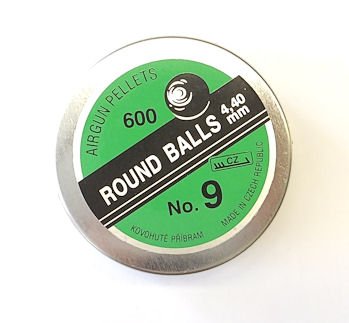 AIRGUN PELLETS
600
ROUND BALLS 4,40 mm
CZ
No. 9
KOVOHUTĚ PŘÍBRAM
MADE IN CZECH REPUBLIC